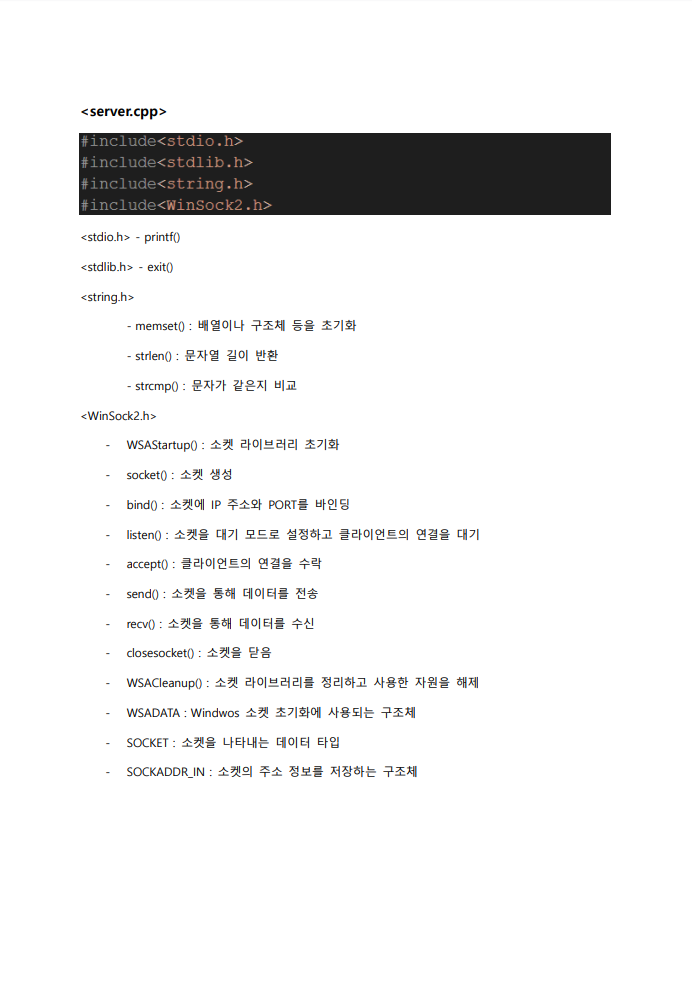 <server.cpp>
#include<stdio.h>
#include<stdlib.h>
#include<string.h>
#include<WinSock2.h>
<stdio.h> - printf()
<stdlib.h> - exit()
<string.h>
- memset() : 배열이나 구조체 등을 초기화
- strlen() : 문자열 길이 반환
- strcmp() : 문자가 같은지 비교
<WinSock2.h>
- WSAStartup() : 소켓 라이브러리 초기화
- socket() : 소켓 생성
- bind() : 소켓에 IP 주소와 PORT를 바인딩
- listen() : 소켓을 대기 모드로 설정하고 클라이언트의 연결을 대기
- accept() : 클라이언트의 연결을 수락
- send() : 소켓을 통해 데이터를 전송
- recv() : 소켓을 통해 데이터를 수신
- closesocket() : 소켓을 닫음
- WSACleanup() : 소켓 라이브러리를 정리하고 사용한 자원을 해제
- WSADATA : Windwos 소켓 초기화에 사용되는 구조체
- SOCKET : 소켓을 나타내는 데이터 타입
- SOCKADDR_IN : 소켓의 주소 정보를 저장하는 구조체